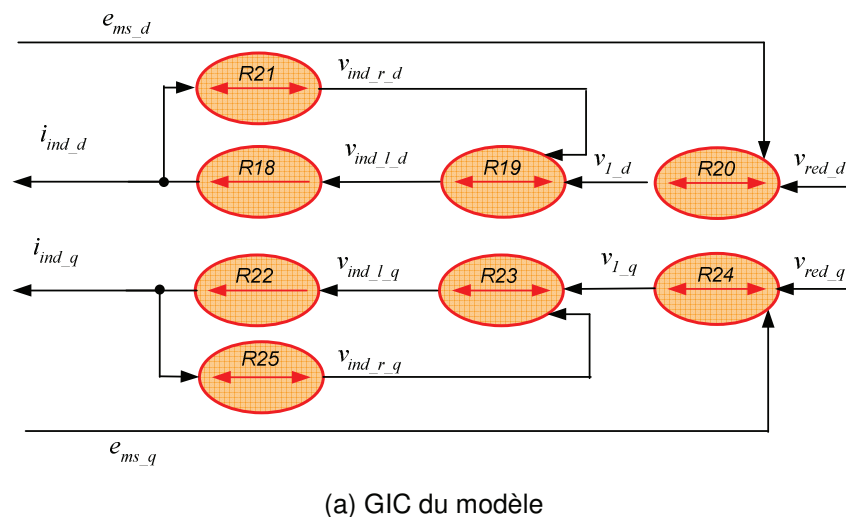 e_ms_d
R21
v_ind_r_d
i_ind_d
R18
v_ind_l_d
R19
v_1_d
R20
v_red_d
i_ind_q
R22
v_ind_l_q
R23
v_1_q
R24
v_red_q
R25
v_ind_r_q
e_ms_q
(a) GIC du modèle